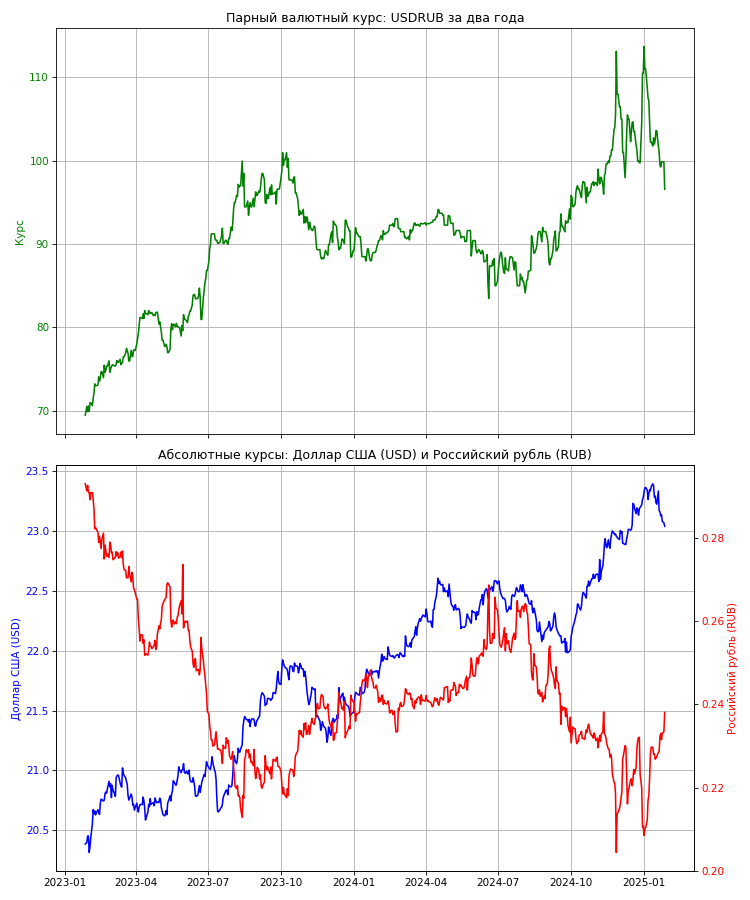 Парный валютный курс: USDRUB за два года
110
100
90
80
70
Курс
Абсолютные курсы: Доллар США (USD) и Российский рубль (RUB)
23.5
23.0
22.5
22.0
21.5
21.0
20.5
Доллар США (USD)
0.28
0.26
0.24
0.22
0.20
Российский рубль (RUB)
2023-01 2023-04 2023-07 2023-10 2024-01 2024-04 2024-07 2024-10 2025-01